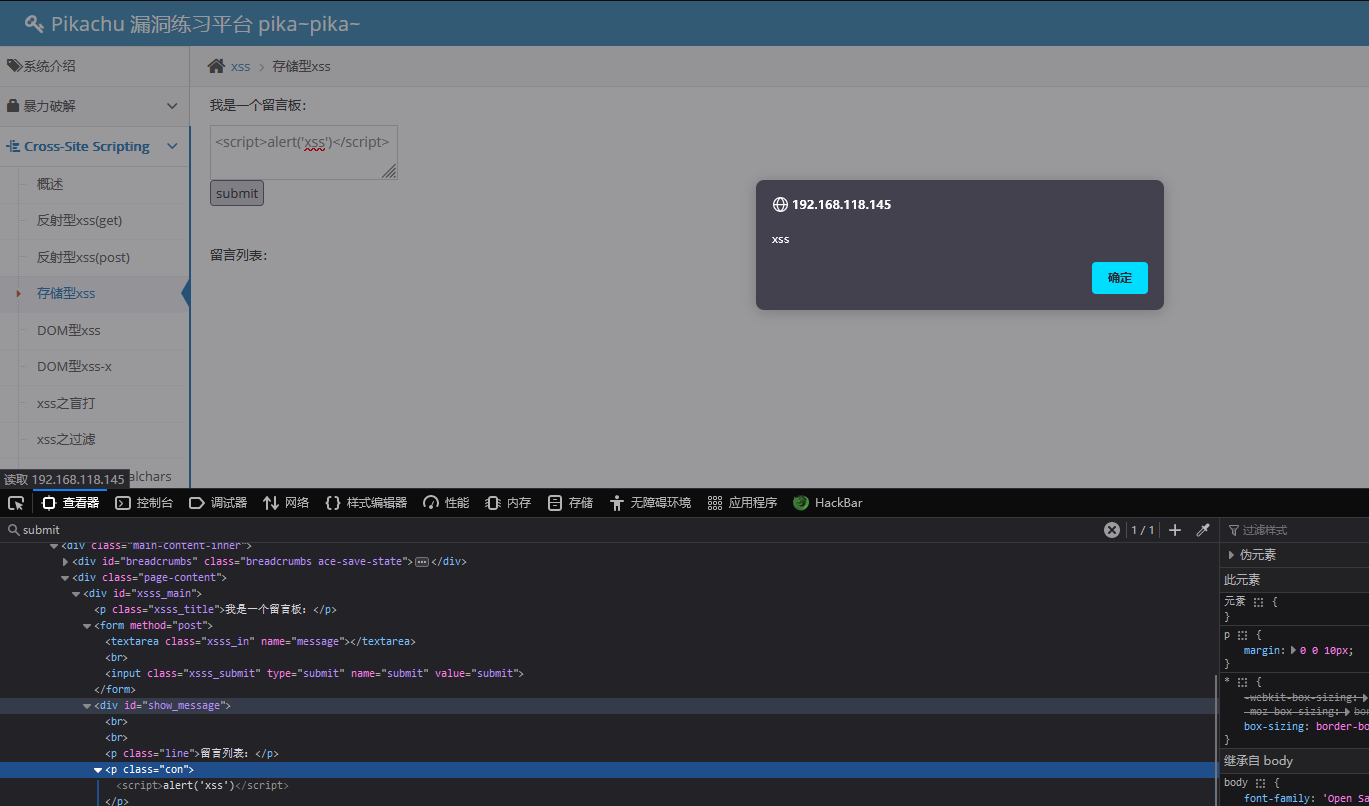 Pikachu 漏洞练习平台 pika~pika~
系统介绍
暴力破解
Cross-Site Scripting
概述
反射型xss(get)
反射型xss(post)
存储型xss
DOM型xss
DOM型xss-x
xss之盲打
xss之过滤
alchars
读取 192.168.118.145
xss › 存储型xss
我是一个留言板：
<script>alert('xss')</script>
submit
留言列表：
192.168.118.145
xss
确定
查看器 控制台 调试器 网络 {} 样式编辑器 性能 内存 存储 无障碍环境 应用程序 HackBar
submit 1 / 1
<div class="main-content-inner">
<div id="breadcrumbs" class="breadcrumbs ace-save-state"></div>
<div class="page-content">
<div id="xsss_main">
<p class="xsss_title">我是一个留言板：</p>
<form method="post">
<textarea class="xsss_in" name="message"></textarea>
<br>
<input class="xsss_submit" type="submit" name="submit" value="submit">
</form>
<div id="show_message">
<br>
<br>
<p class="line">留言列表：</p>
<p class="con">
<script>alert('xss')</script>
</p>
过滤样式
伪元素
此元素
元素 {
}
p {
margin: 0 0 10px;
}
* {
-webkit-box-sizing:
-moz-box-sizing: bor
box-sizing: border-bo
}
继承自 body
body {
font-family: 'Open Sa